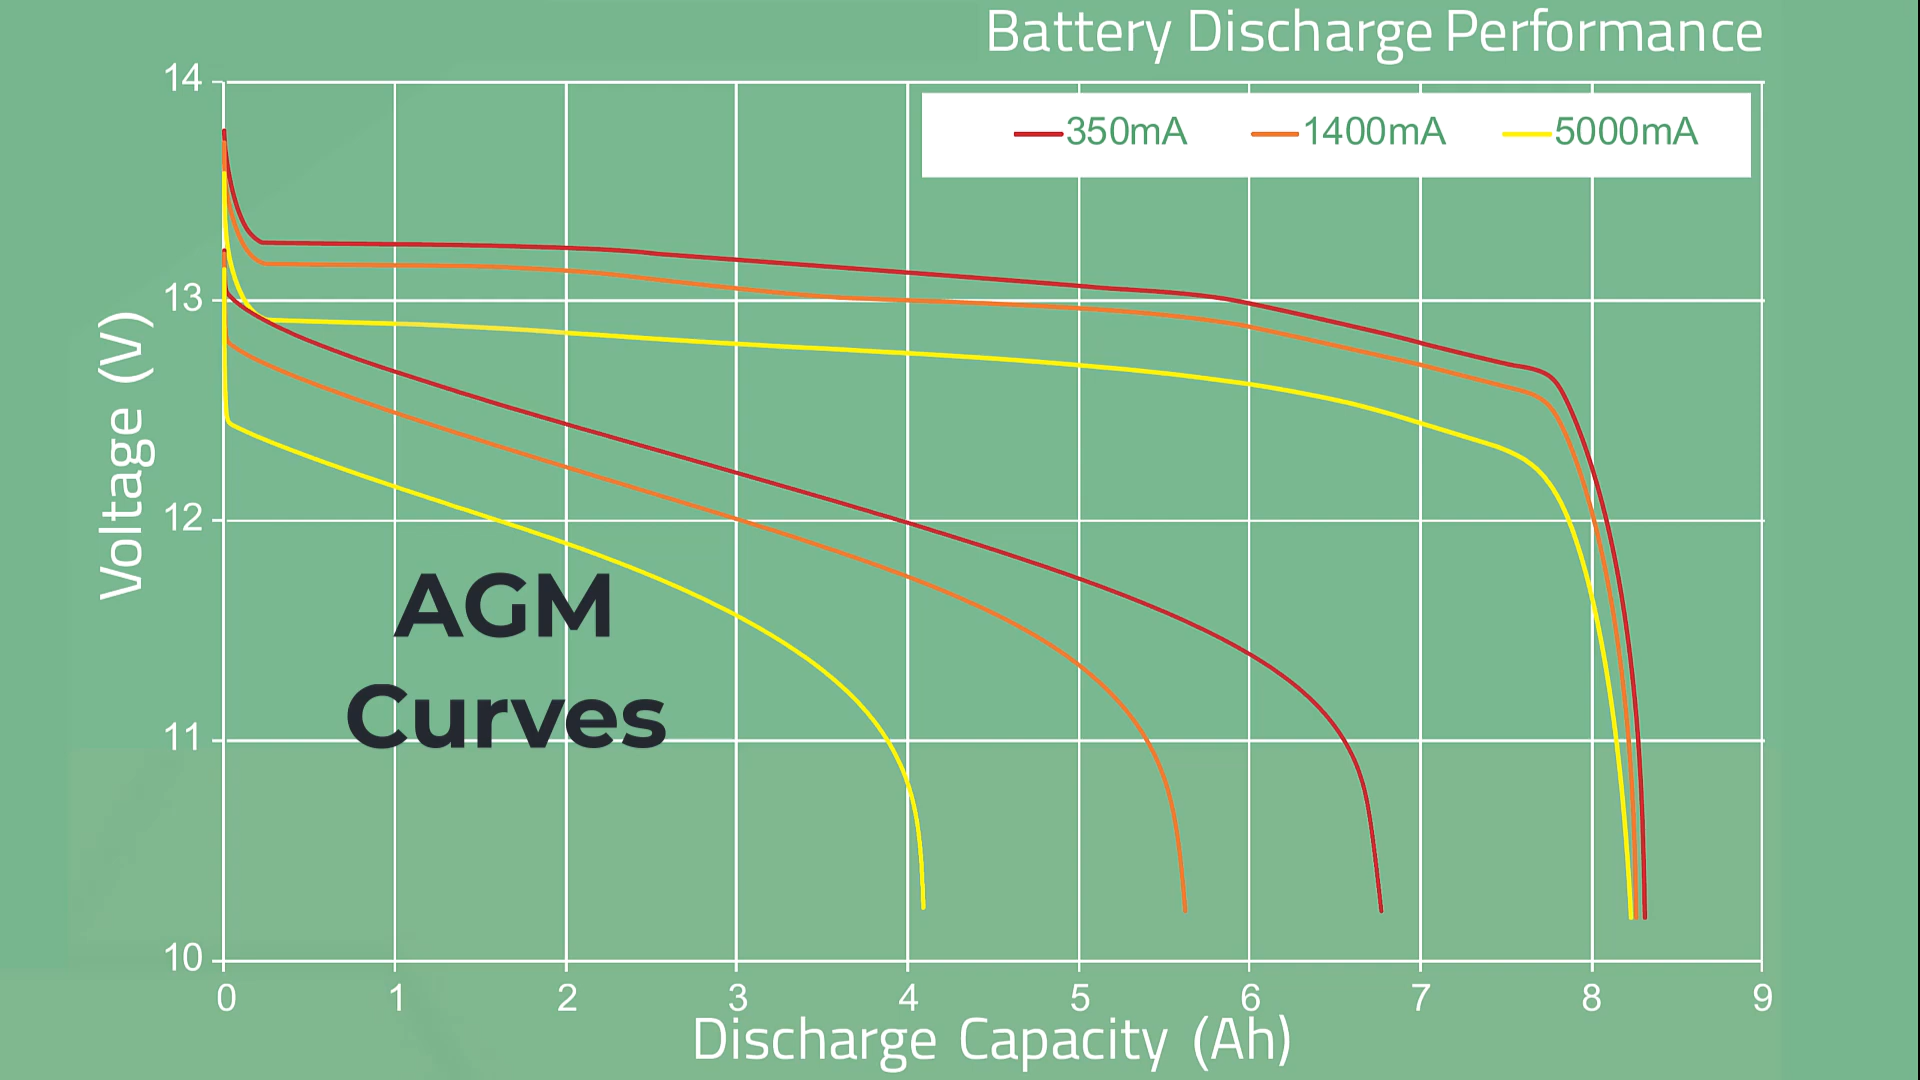 Battery Discharge Performance
350mA 1400mA 5000mA
14
13
12
11
10
Voltage (V)
AGM
Curves
0 1 2 3 4 5 6 7 8 9
Discharge Capacity (Ah)